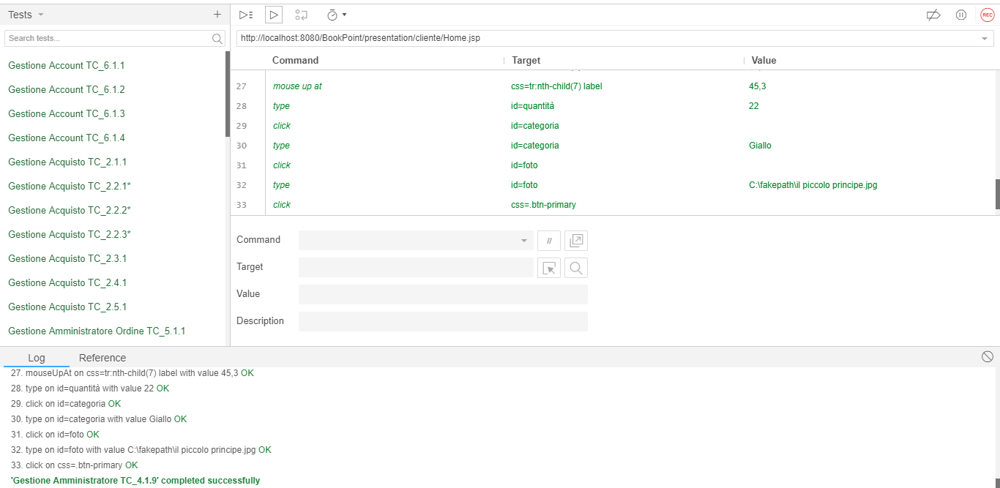 Tests
Search tests...
Gestione Account TC_6.1.1
Gestione Account TC_6.1.2
Gestione Account TC_6.1.3
Gestione Account TC_6.1.4
Gestione Acquisto TC_2.1.1
Gestione Acquisto TC_2.2.1*
Gestione Acquisto TC_2.2.2*
Gestione Acquisto TC_2.2.3*
Gestione Acquisto TC_2.3.1
Gestione Acquisto TC_2.4.1
Gestione Acquisto TC_2.5.1
Gestione Amministratore Ordine TC_5.1.1
REC
http://localhost:8080/BookPoint/presentation/cliente/Home.jsp
Command Target Value
27 mouse up at css=tr:nth-child(7) label 45,3
28 type id=quantità 22
29 click id=categoria
30 type id=categoria Giallo
31 click id=foto
32 type id=foto C:\fakepath\il piccolo principe.jpg
33 click css=.btn-primary
Command //
Target
Value
Description
Log Reference
27. mouseUpAt on css=tr:nth-child(7) label with value 45,3 OK
28. type on id=quantità with value 22 OK
29. click on id=categoria OK
30. type on id=categoria with value Giallo OK
31. click on id=foto OK
32. type on id=foto with value C:\fakepath\il piccolo principe.jpg OK
33. click on css=.btn-primary OK
'Gestione Amministratore TC_4.1.9' completed successfully